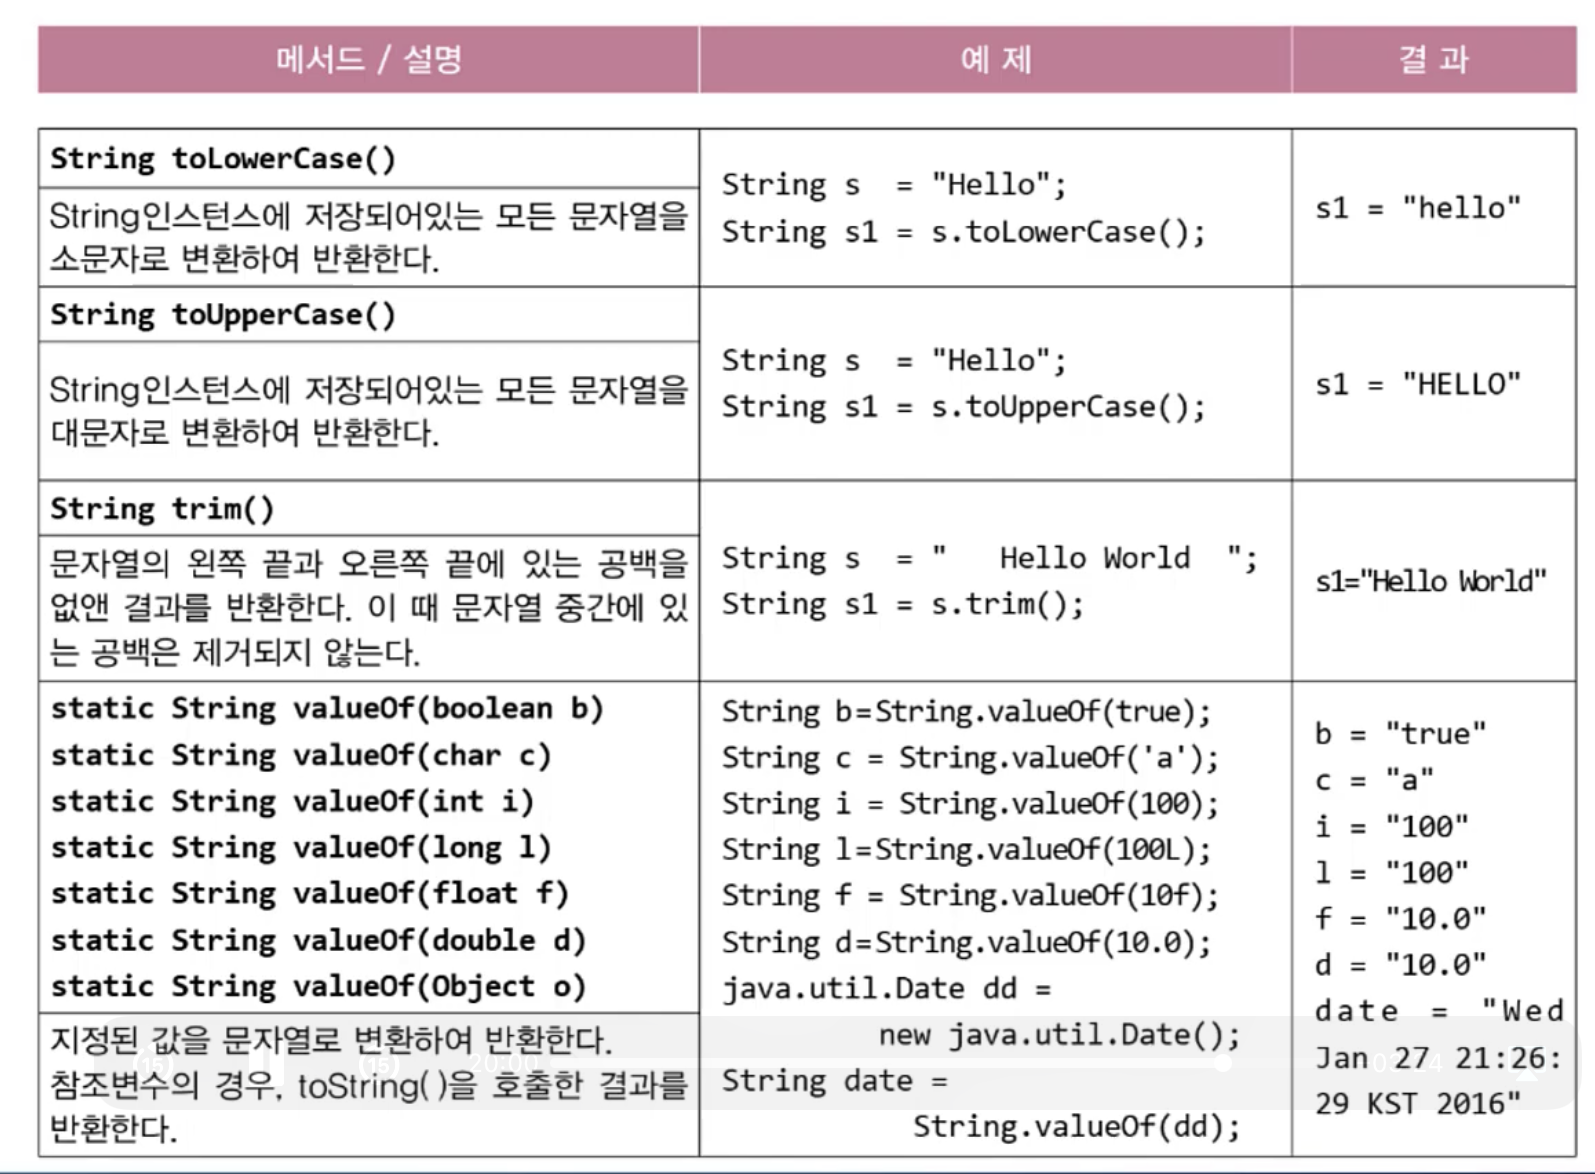 메서드 / 설명
예 제
결 과
String toLowerCase()
String인스턴스에 저장되어있는 모든 문자열을
소문자로 변환하여 반환한다.
String s  = "Hello";
String s1 = s.toLowerCase();
s1 = "hello"
String toUpperCase()
String인스턴스에 저장되어있는 모든 문자열을
대문자로 변환하여 반환한다.
String s  = "Hello";
String s1 = s.toUpperCase();
s1 = "HELLO"
String trim()
문자열의 왼쪽 끝과 오른쪽 끝에 있는 공백을
없앤 결과를 반환한다. 이 때 문자열 중간에 있
는 공백은 제거되지 않는다.
String s  = "   Hello World  ";
String s1 = s.trim();
s1="Hello World"
static String valueOf(boolean b)
static String valueOf(char c)
static String valueOf(int i)
static String valueOf(long l)
static String valueOf(float f)
static String valueOf(double d)
static String valueOf(Object o)
지정된 값을 문자열로 변환하여 반환한다.
참조변수의 경우, toString( )을 호출한 결과를
반환한다.
String b=String.valueOf(true);
String c = String.valueOf('a');
String i = String.valueOf(100);
String l=String.valueOf(100L);
String f = String.valueOf(10f);
String d=String.valueOf(10.0);
java.util.Date dd =
new java.util.Date();
String date =
String.valueOf(dd);
b = "true"
c = "a"
i = "100"
l = "100"
f = "10.0"
d = "10.0"
date = "Wed
Jan 27 21:26:
29 KST 2016"
15
15
20:00